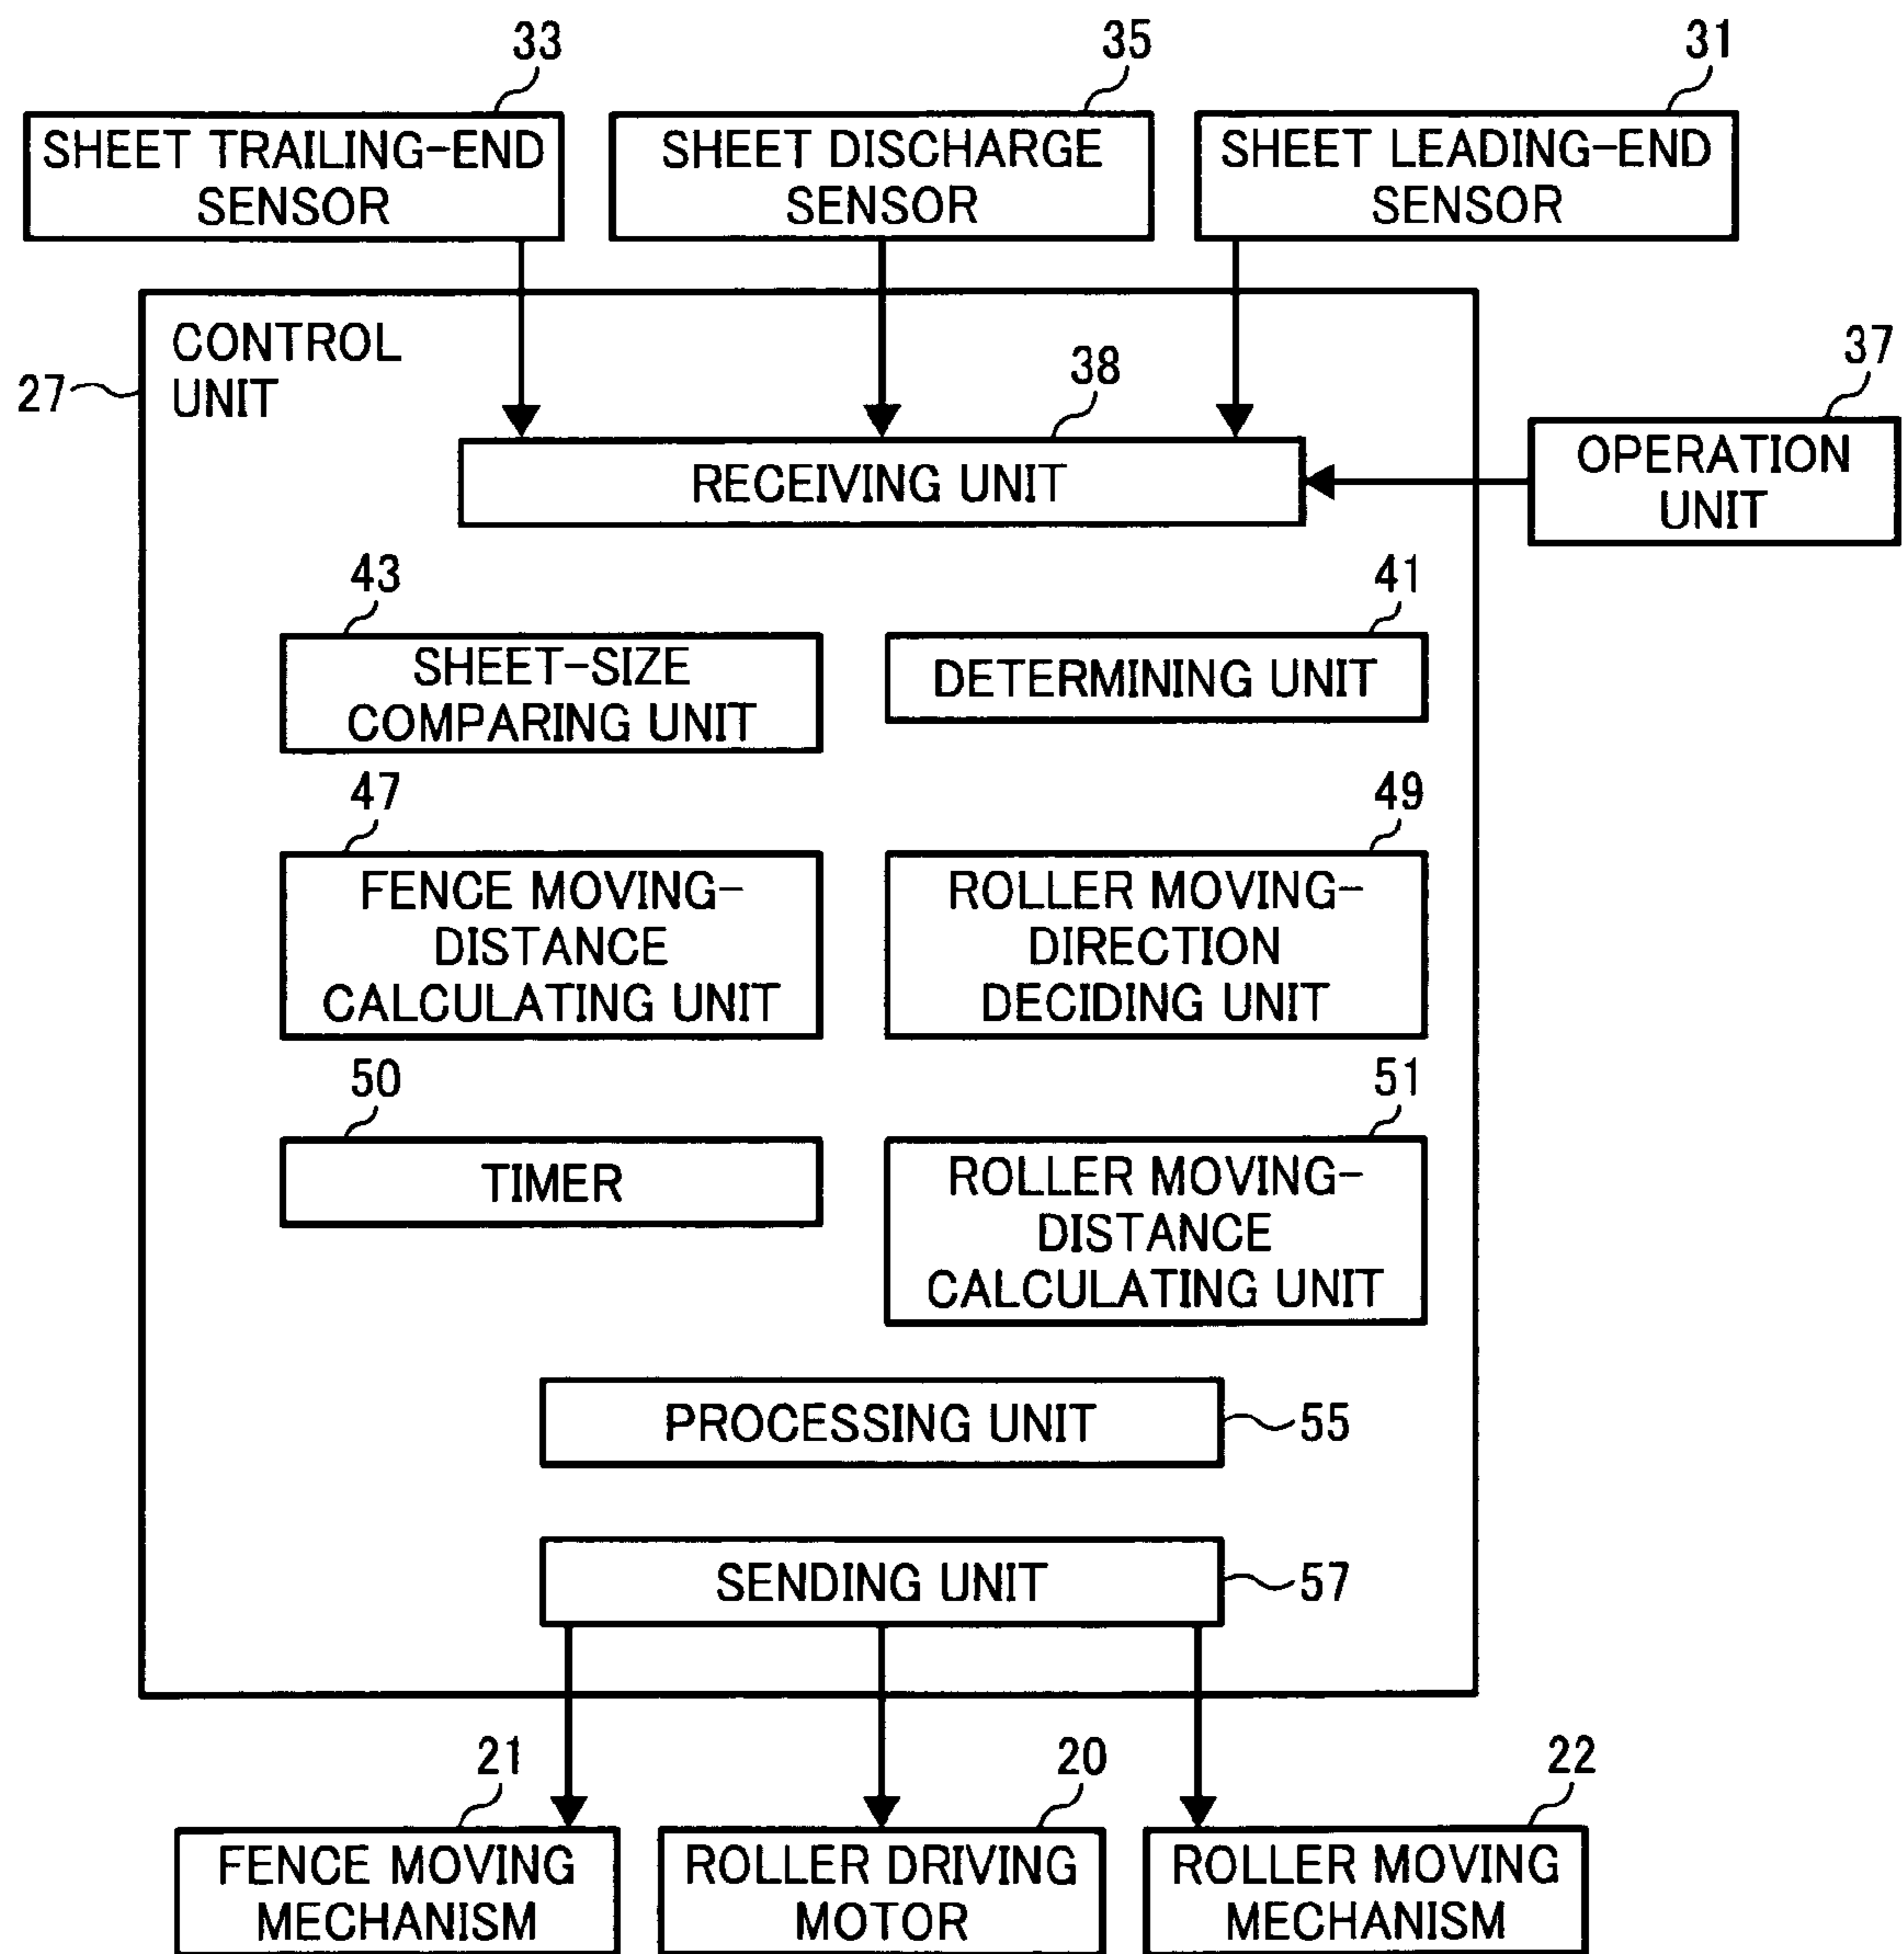 33
35
31
SHEET TRAILING-END
SENSOR
SHEET DISCHARGE
SENSOR
SHEET LEADING-END
SENSOR
CONTROL
UNIT
27
38
RECEIVING UNIT
37
OPERATION
UNIT
43
SHEET-SIZE
COMPARING UNIT
41
DETERMINING UNIT
47
FENCE MOVING-
DISTANCE
CALCULATING UNIT
49
ROLLER MOVING-
DIRECTION
DECIDING UNIT
50
TIMER
51
ROLLER MOVING-
DISTANCE
CALCULATING UNIT
PROCESSING UNIT
55
SENDING UNIT
57
21
FENCE MOVING
MECHANISM
20
ROLLER DRIVING
MOTOR
22
ROLLER MOVING
MECHANISM